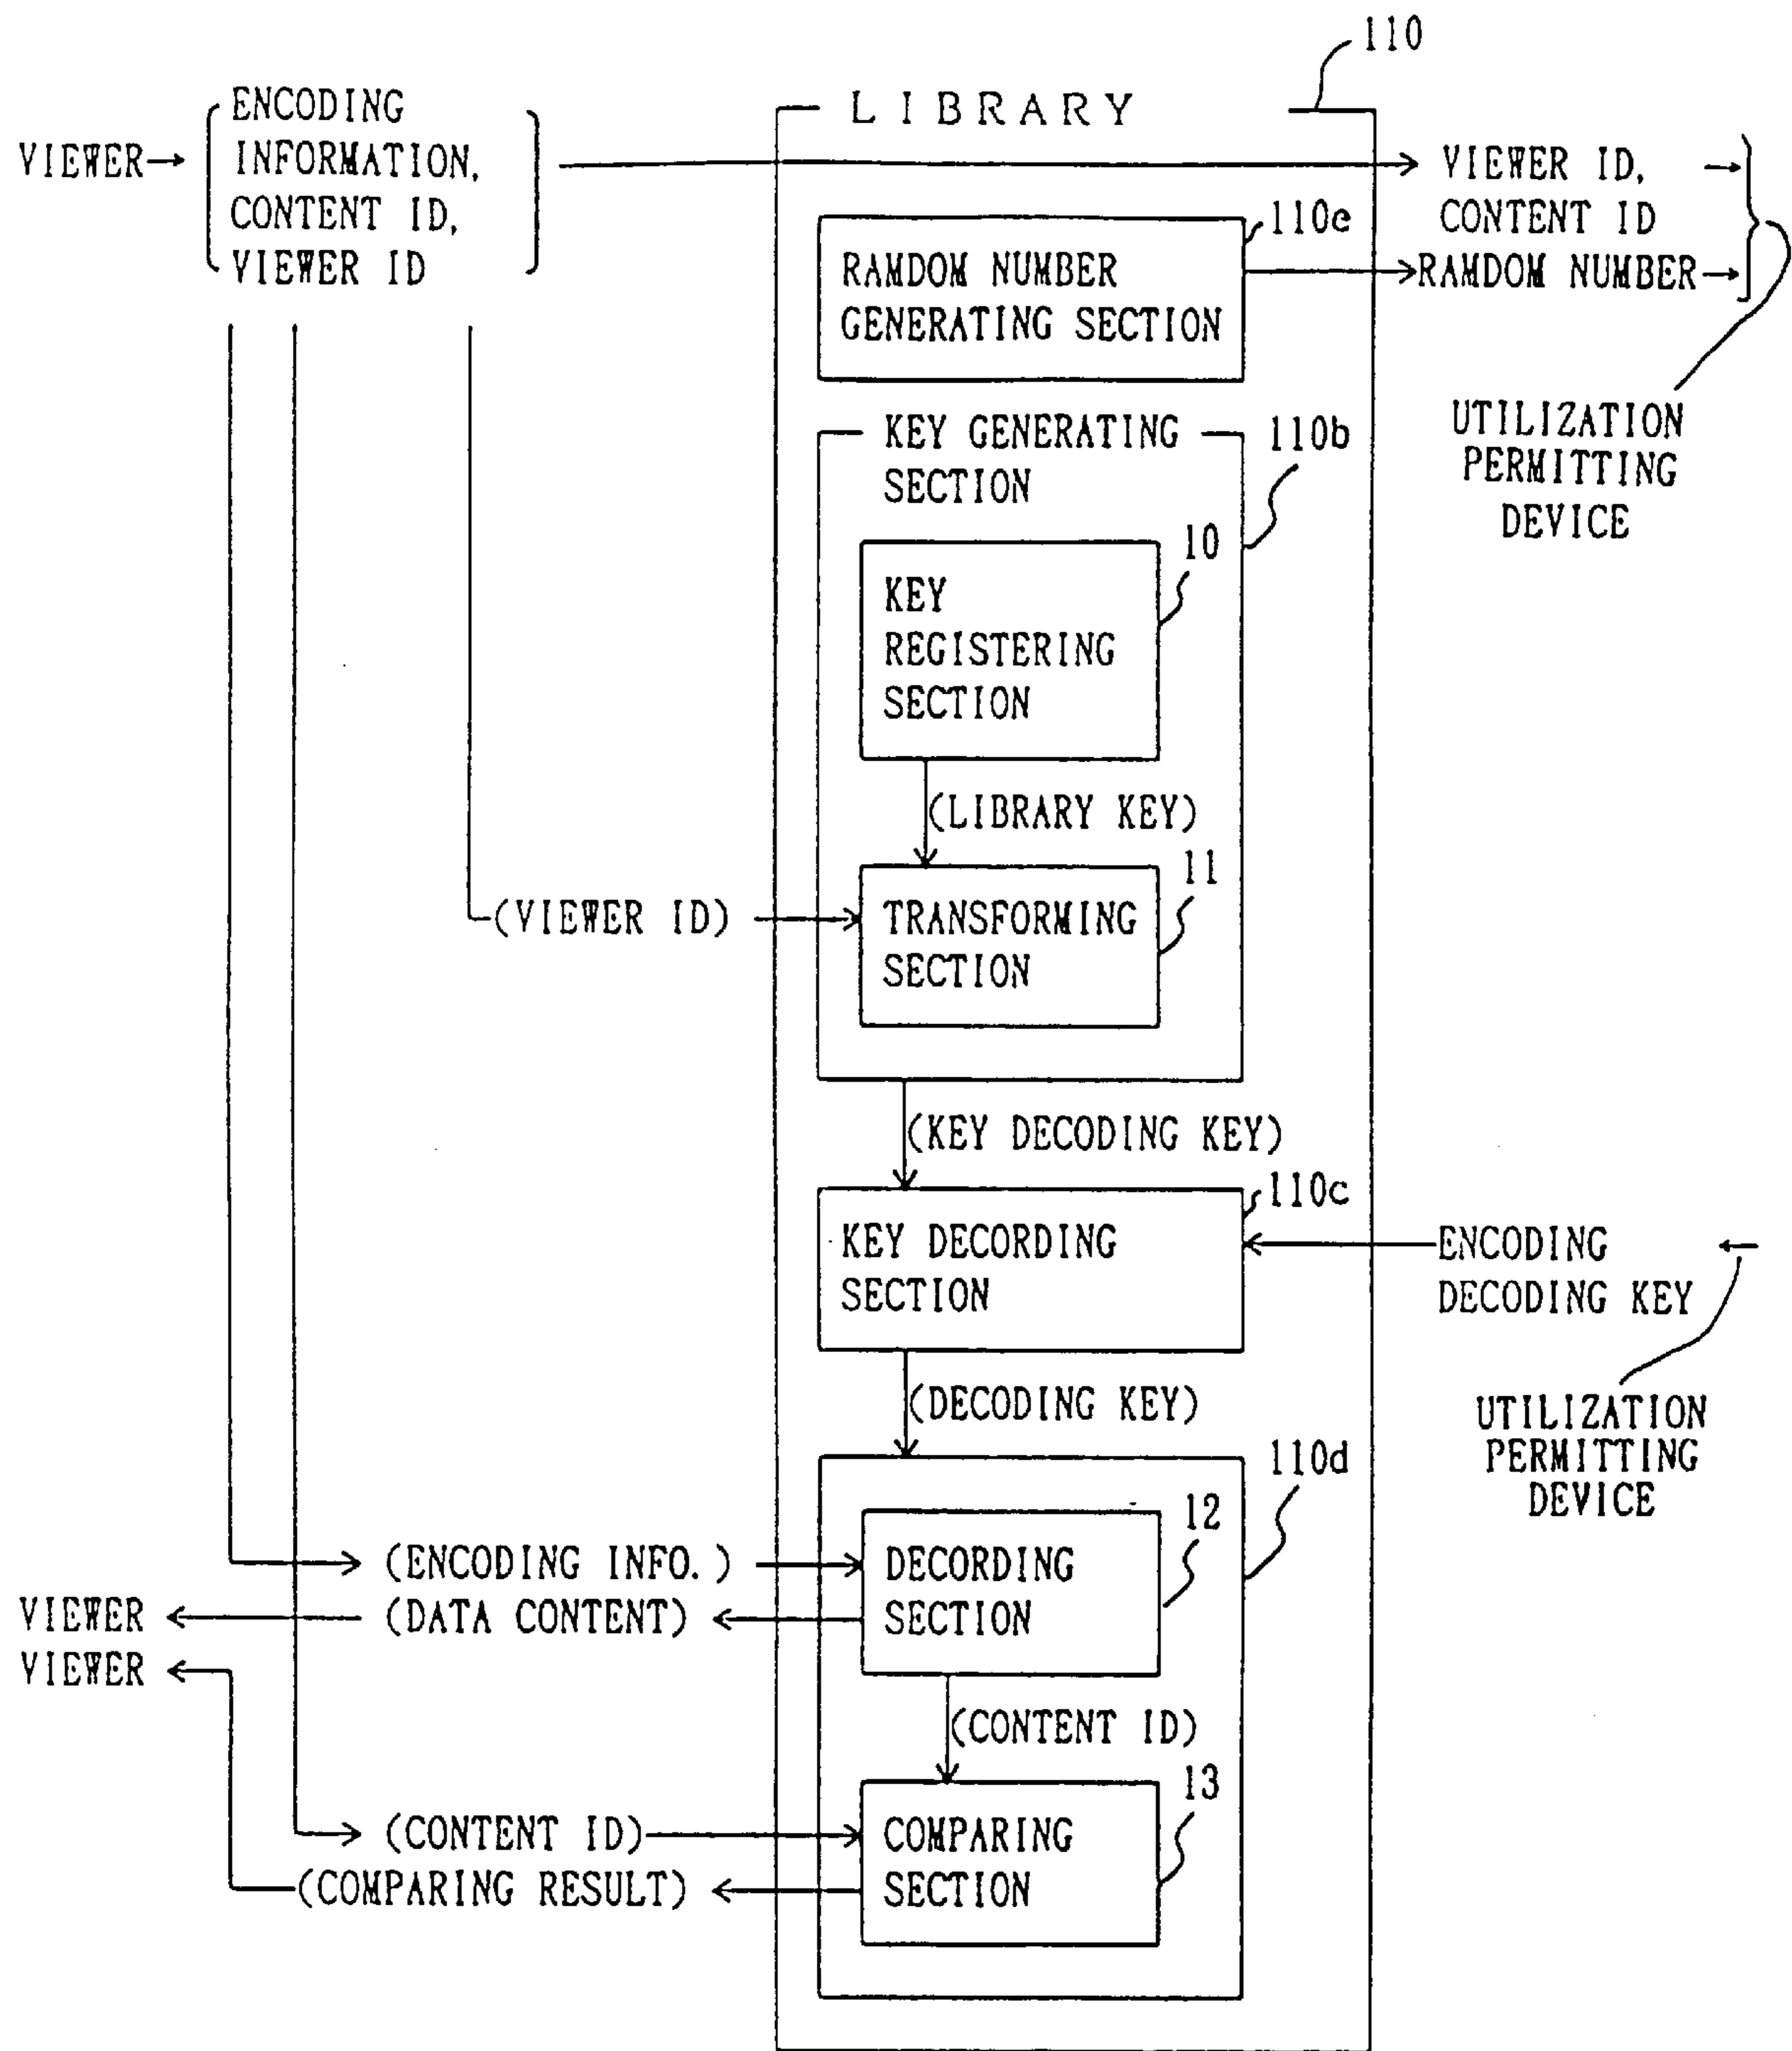 110
LIBRARY
VIEWER
ENCODING
INFORMATION,
CONTENT ID,
VIEWER ID
VIEWER ID,
CONTENT ID
RAMDOM NUMBER
110e
RAMDOM NUMBER
GENERATING SECTION
UTILIZATION
PERMITTING
DEVICE
KEY GENERATING
SECTION
110b
10
KEY
REGISTERING
SECTION
(LIBRARY KEY)
11
(VIEWER ID)
TRANSFORMING
SECTION
(KEY DECODING KEY)
110c
KEY DECORDING
SECTION
ENCODING
DECODING KEY
(DECODING KEY)
UTILIZATION
PERMITTING
DEVICE
110d
12
(ENCODING INFO.)
DECORDING
SECTION
VIEWER
(DATA CONTENT)
VIEWER
(CONTENT ID)
13
(CONTENT ID)
COMPARING
SECTION
(COMPARING RESULT)